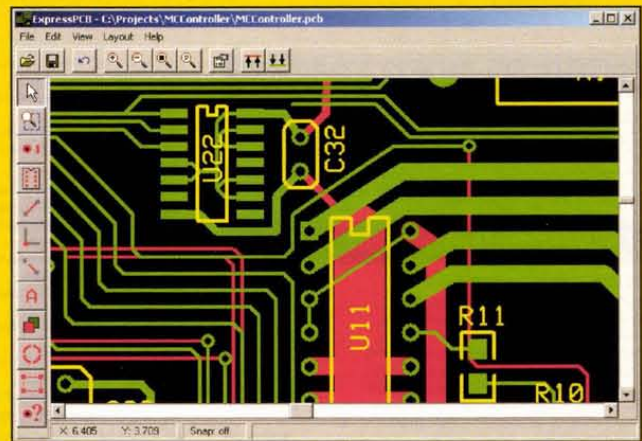 ExpressPCB - C:\Projects\MCController\MCController.pcb
File Edit View Layout Help
U22
C32
U11
R11
R10
A
X: 6.405 Y: 3.709 Snap: off